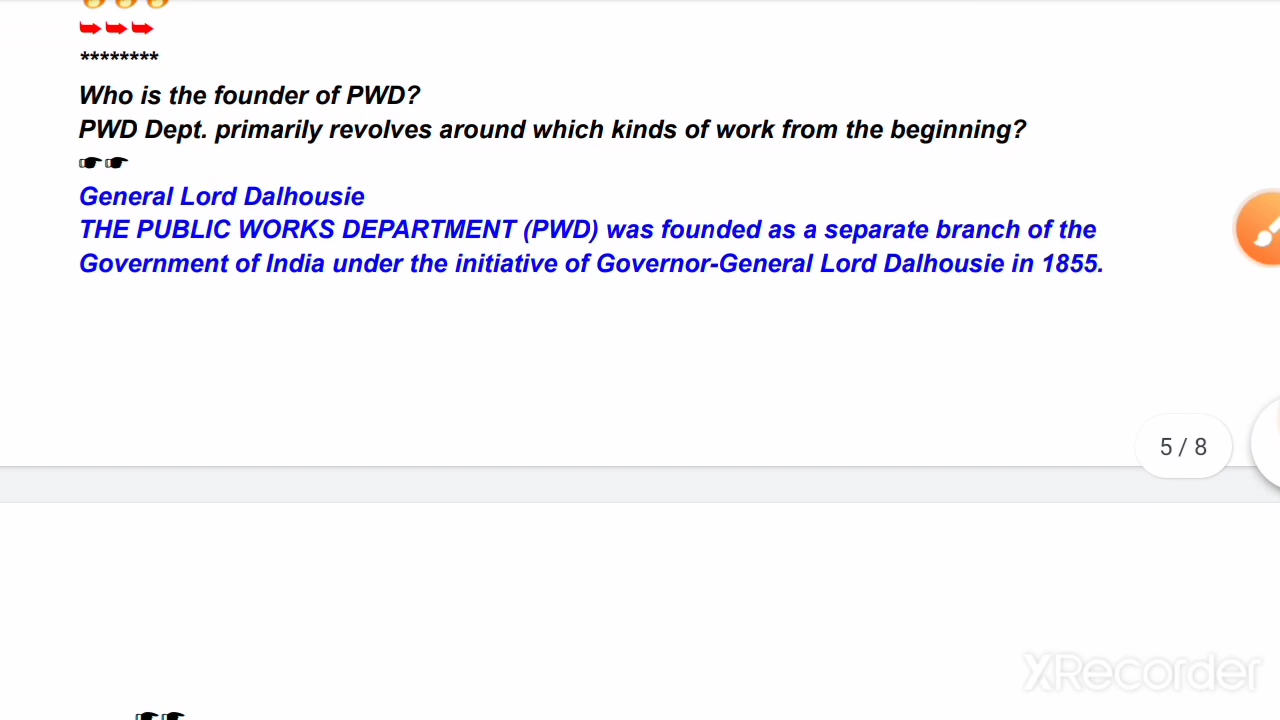 ********
Who is the founder of PWD?
PWD Dept. primarily revolves around which kinds of work from the beginning?
General Lord Dalhousie
THE PUBLIC WORKS DEPARTMENT (PWD) was founded as a separate branch of the
Government of India under the initiative of Governor-General Lord Dalhousie in 1855.
5 / 8
XRecorder